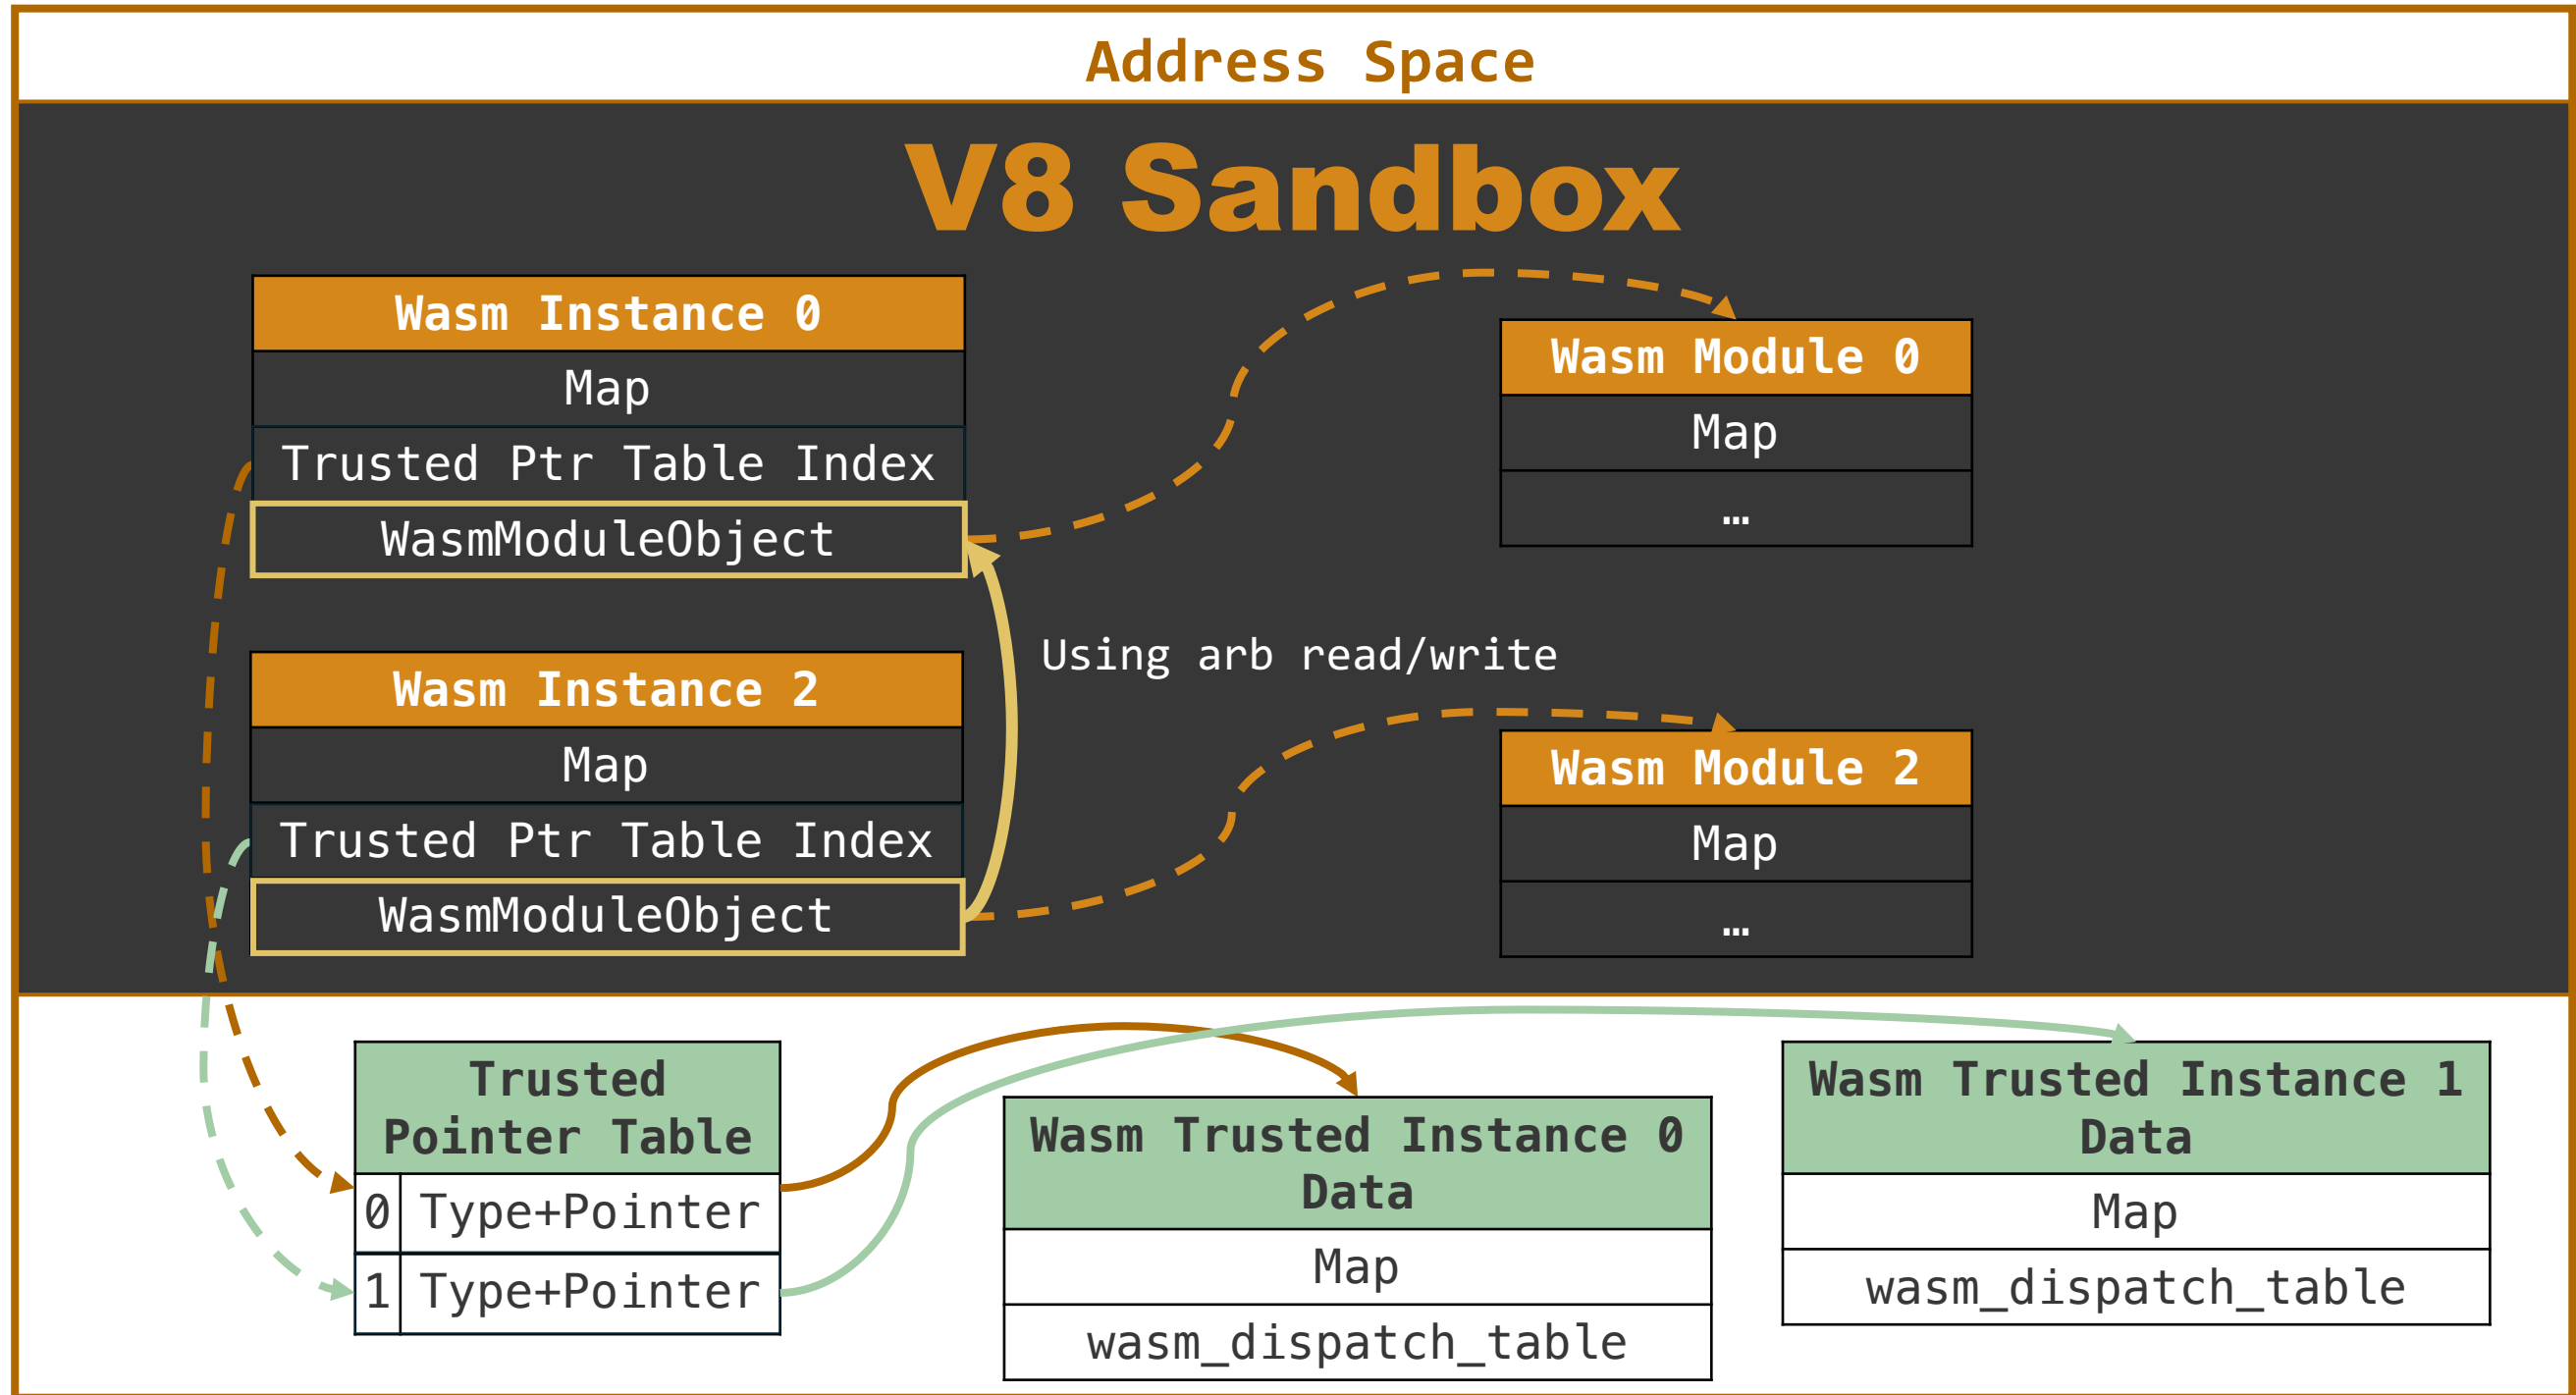 Address Space
V8 Sandbox
Wasm Instance 0
Map
Trusted Ptr Table Index
WasmModuleObject
Wasm Module 0
Map
…
Using arb read/write
Wasm Instance 2
Map
Trusted Ptr Table Index
WasmModuleObject
Wasm Module 2
Map
…
Trusted
Pointer Table
0 Type+Pointer
1 Type+Pointer
Wasm Trusted Instance 0
Data
Map
wasm_dispatch_table
Wasm Trusted Instance 1
Data
Map
wasm_dispatch_table